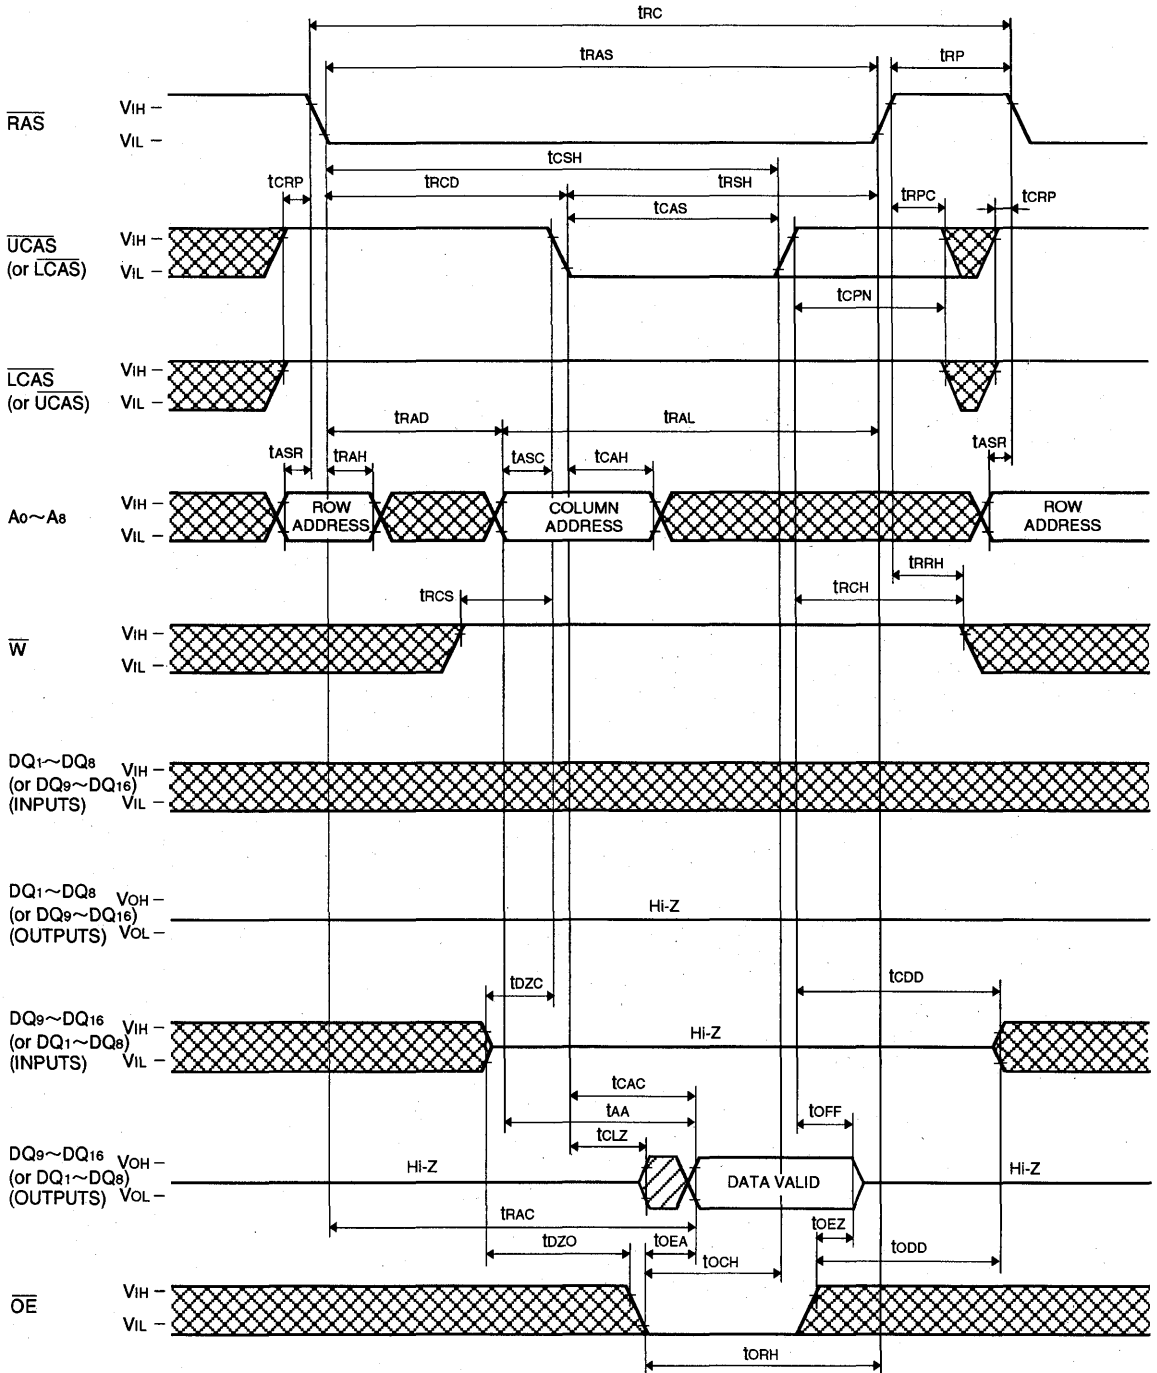 tRC
tRAS
tRP
RAS
VIH
VIL
tCSH
tCRP
tRCD
tRSH
tRPC
tCRP
tCAS
UCAS
(or LCAS)
VIH
VIL
tCPN
LCAS
(or UCAS)
VIH
VIL
tRAD
tRAL
tASR
tRAH
tASC
tCAH
tASR
A0~A8
VIH
VIL
ROW
ADDRESS
COLUMN
ADDRESS
ROW
ADDRESS
tRRH
tRCS
tRCH
W
VIH
VIL
DQ1~DQ8
(or DQ9~DQ16)
(INPUTS)
VIH
VIL
DQ1~DQ8
(or DQ9~DQ16)
(OUTPUTS)
VOH
VOL
Hi-Z
tDZC
tCDD
DQ9~DQ16
(or DQ1~DQ8)
(INPUTS)
VIH
VIL
Hi-Z
tCAC
tAA
tOFF
tCLZ
DQ9~DQ16
(or DQ1~DQ8)
(OUTPUTS)
VOH
VOL
Hi-Z
DATA VALID
Hi-Z
tRAC
tOEZ
tDZO
tOEA
tODD
tOCH
OE
VIH
VIL
tORH